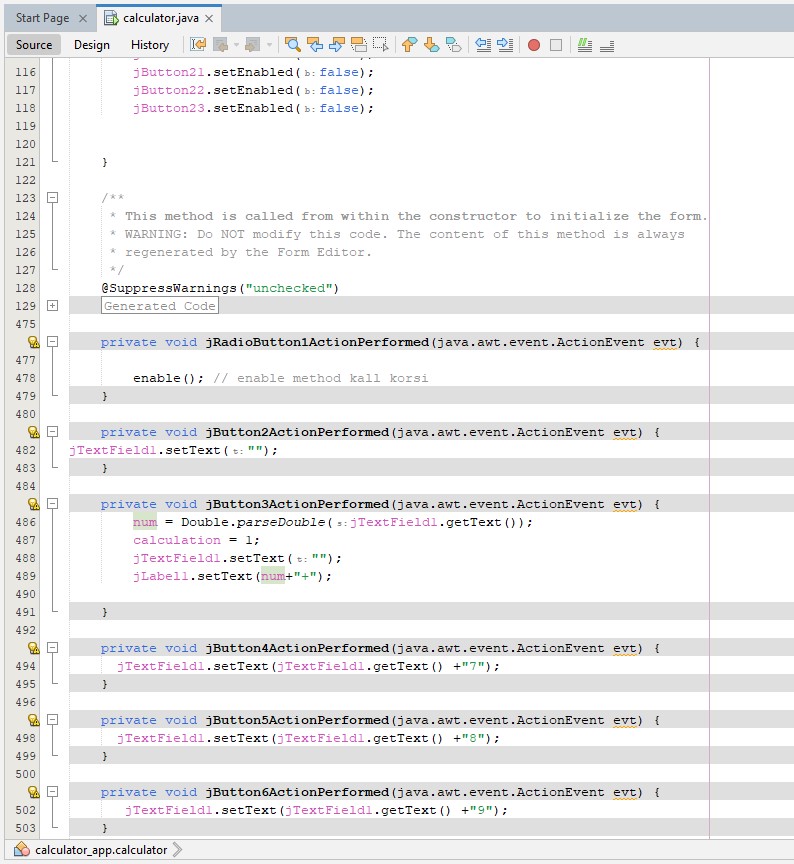 Start Page × calculator.java ×
Source Design History
116 jButton21.setEnabled( b: false);
117 jButton22.setEnabled( b: false);
118 jButton23.setEnabled( b: false);
119
120
121 }
122
123 /**
124 * This method is called from within the constructor to initialize the form.
125 * WARNING: Do NOT modify this code. The content of this method is always
126 * regenerated by the Form Editor.
127 */
128 @SuppressWarnings("unchecked")
129 Generated Code
475
private void jRadioButton1ActionPerformed(java.awt.event.ActionEvent evt) {
477
478 enable(); // enable method kall korsi
479 }
480
private void jButton2ActionPerformed(java.awt.event.ActionEvent evt) {
482 jTextField1.setText( t: "");
483 }
484
private void jButton3ActionPerformed(java.awt.event.ActionEvent evt) {
486 num = Double.parseDouble( s: jTextField1.getText());
487 calculation = 1;
488 jTextField1.setText( t: "");
489 jLabel1.setText(num+"+");
490
491 }
492
private void jButton4ActionPerformed(java.awt.event.ActionEvent evt) {
494 jTextField1.setText(jTextField1.getText() +"7");
495 }
496
private void jButton5ActionPerformed(java.awt.event.ActionEvent evt) {
498 jTextField1.setText(jTextField1.getText() +"8");
499 }
500
private void jButton6ActionPerformed(java.awt.event.ActionEvent evt) {
502 jTextField1.setText(jTextField1.getText() +"9");
503 }
calculator_app.calculator